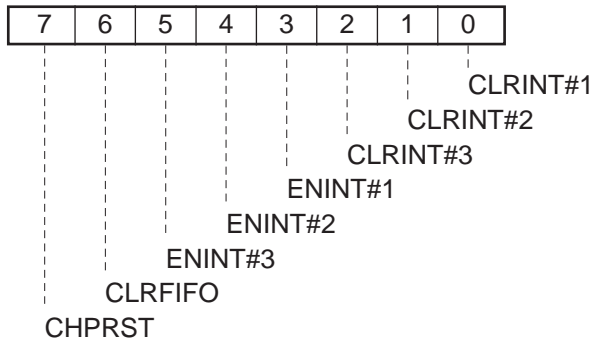 7 6 5 4 3 2 1 0
CLRINT#1
CLRINT#2
CLRINT#3
ENINT#1
ENINT#2
ENINT#3
CLRFIFO
CHPRST